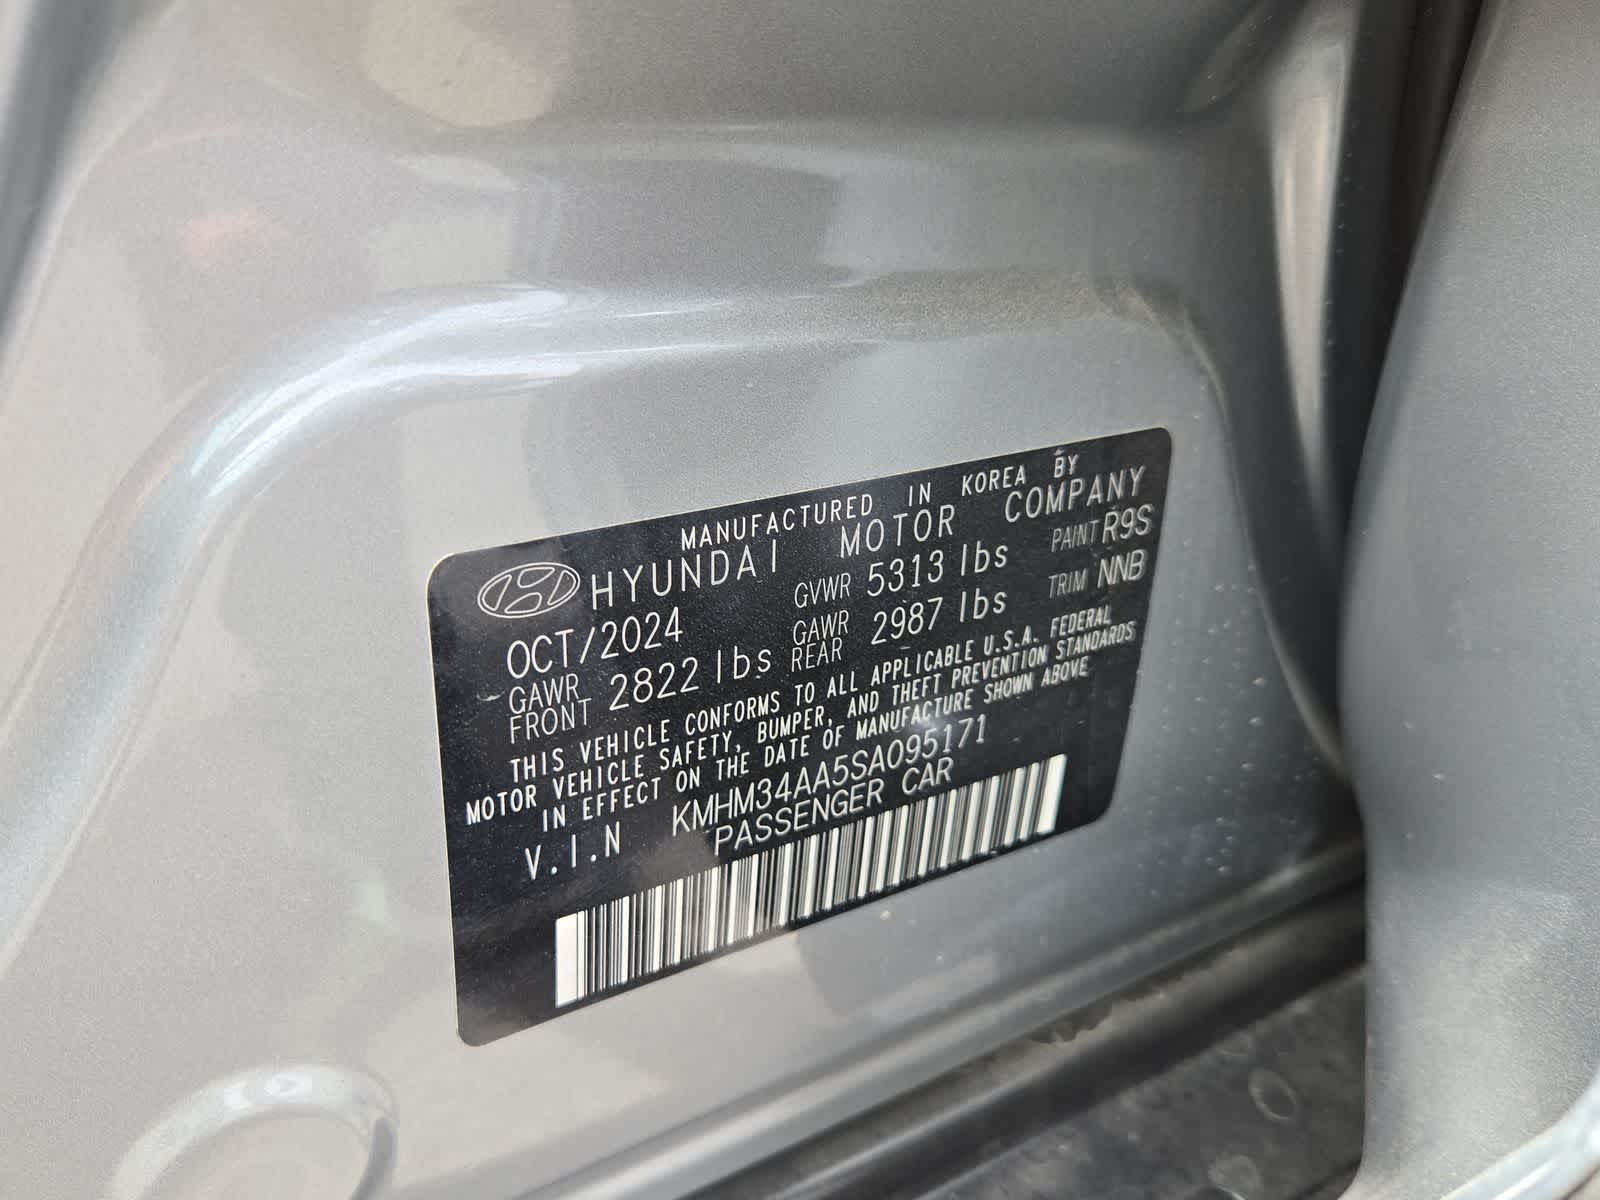 MANUFACTURED IN KOREA BY
HYUNDAI MOTOR COMPANY
OCT/2024 GVWR 5313 lbs PAINT R9S
GAWR FRONT 2822 lbs GAWR REAR 2987 lbs TRIM NNB
THIS VEHICLE CONFORMS TO ALL APPLICABLE U.S.A. FEDERAL
MOTOR VEHICLE SAFETY, BUMPER, AND THEFT PREVENTION STANDARDS
IN EFFECT ON THE DATE OF MANUFACTURE SHOWN ABOVE
V.I.N KMHM34AA5SA095171
PASSENGER CAR